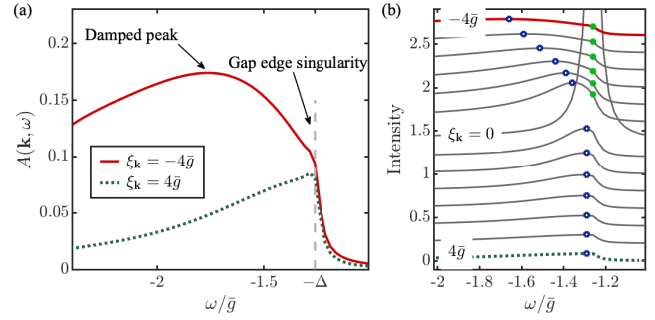 (a)
0.2
0.15
0.1
0.05
0
A(k, ω)
Damped peak
Gap edge singularity
ξk = −4ḡ
ξk = 4ḡ
-2
-1.5
−Δ
ω/ḡ
(b)
2.5
2
1.5
1
0.5
0
Intensity
−4ḡ
ξk = 0
4ḡ
-2
-1.8
-1.6
-1.4
-1.2
ω/ḡ